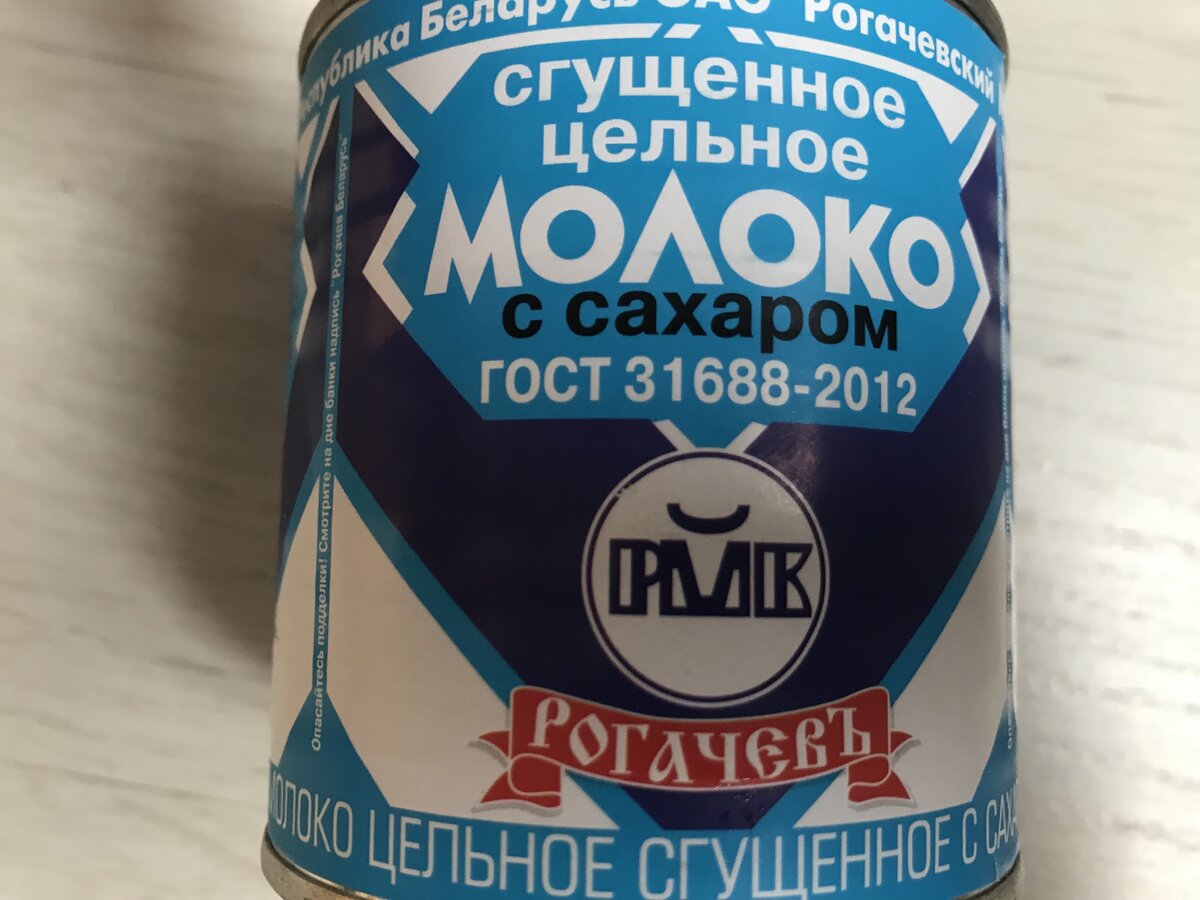 Республика Беларусь ОАО "Рогачевский
сгущенное
цельное
МОЛОКО
с сахаром
ГОСТ 31688-2012
РМК
РОГАЧЕВЪ
МОЛОКО ЦЕЛЬНОЕ СГУЩЕННОЕ С САХА
Опасайтесь подделки! Смотрите на дне банки надпись "Рогачев Беларусь"